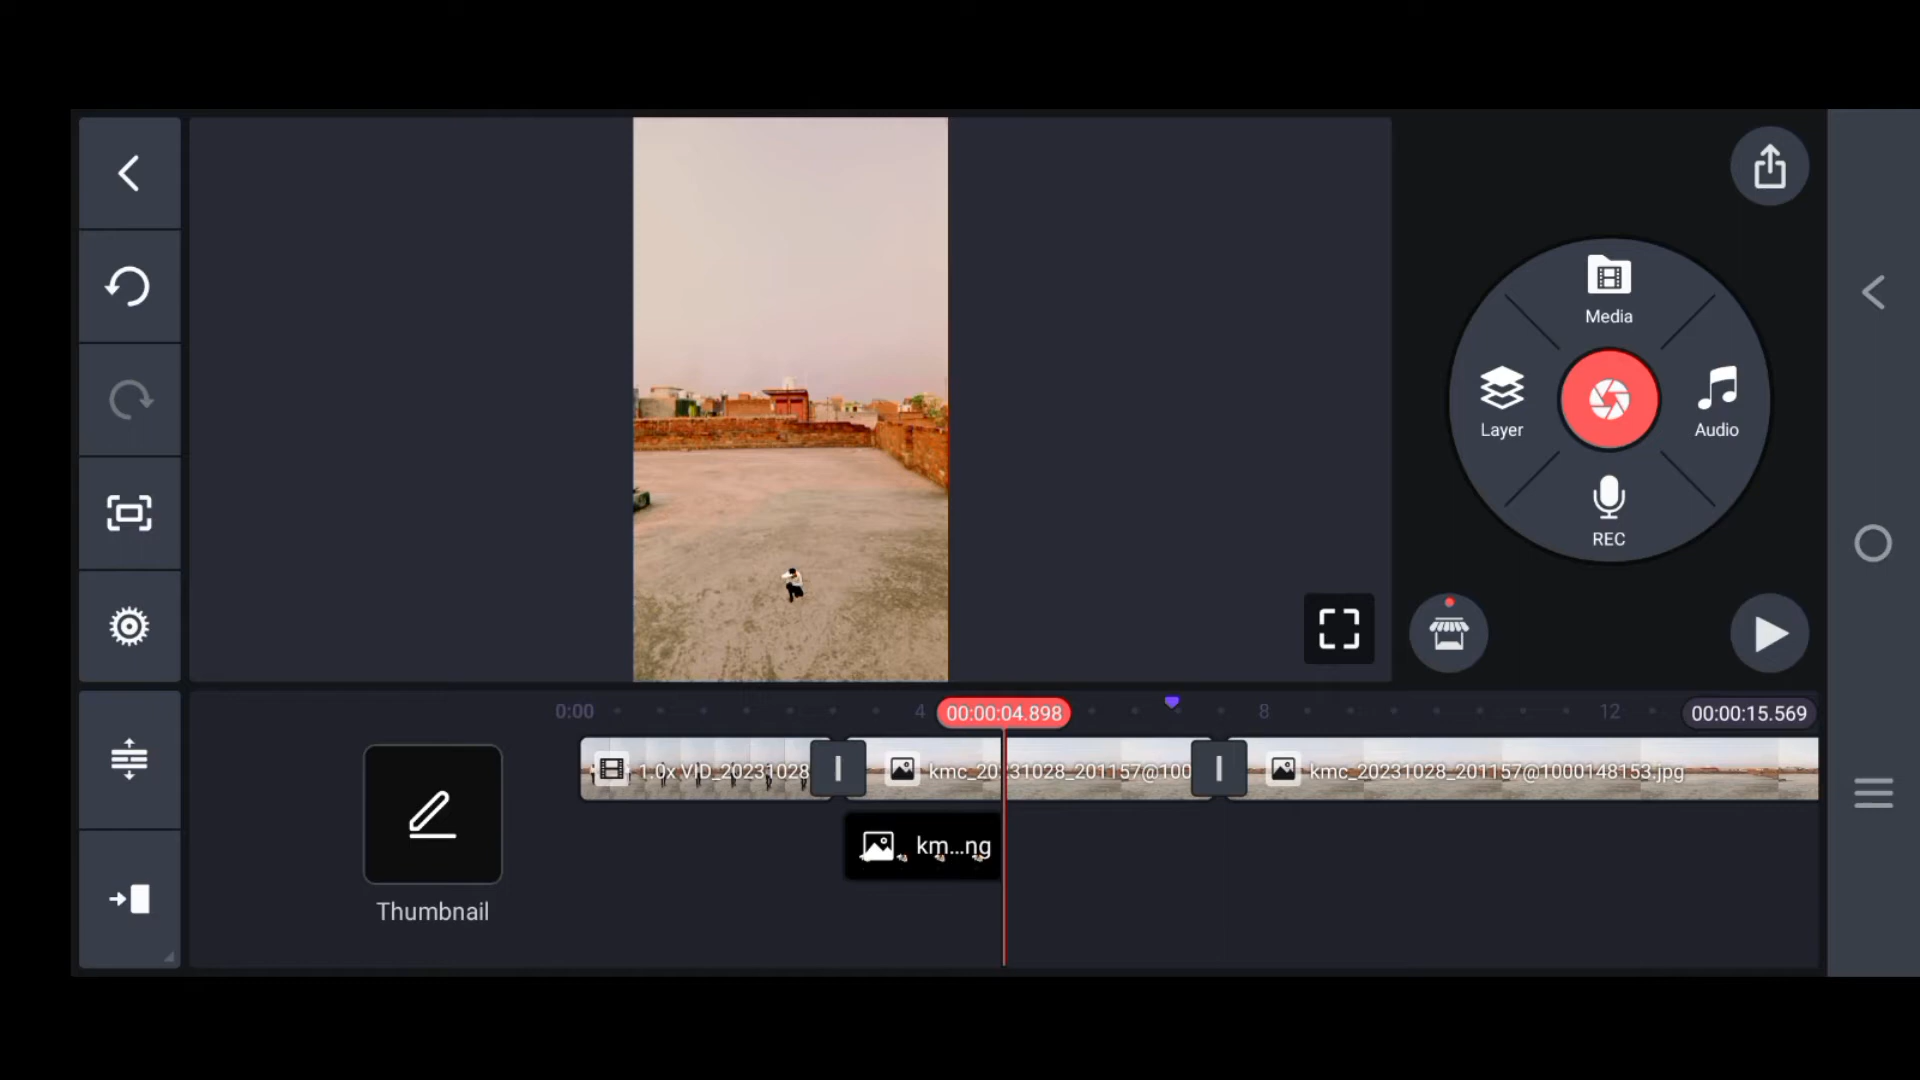 Media
Layer
Audio
REC
0:00
4
00:00:04.898
8
12
00:00:15.569
1.0x VID_20231028
kmc_20231028_201157@100
kmc_20231028_201157@1000148153.jpg
km...ng
Thumbnail